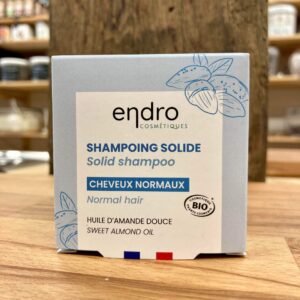 endro
COSMÉTIQUES
SHAMPOING SOLIDE
Solid shampoo
CHEVEUX NORMAUX
Normal hair
BIO
HUILE D'AMANDE DOUCE
SWEET ALMOND OIL